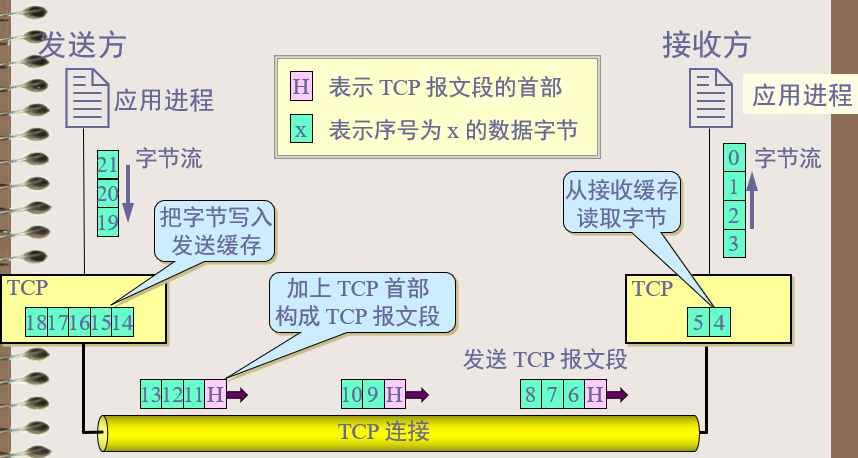 发送方
接收方
H 表示 TCP 报文段的首部
x 表示序号为 x 的数据字节
应用进程
应用进程
21
20
19
字节流
0
1
2
3
字节流
把字节写入
发送缓存
从接收缓存
读取字节
TCP
18 17 16 15 14
加上 TCP 首部
构成 TCP 报文段
TCP
5 4
发送 TCP 报文段
13 12 11 H
10 9 H
8 7 6 H
TCP 连接